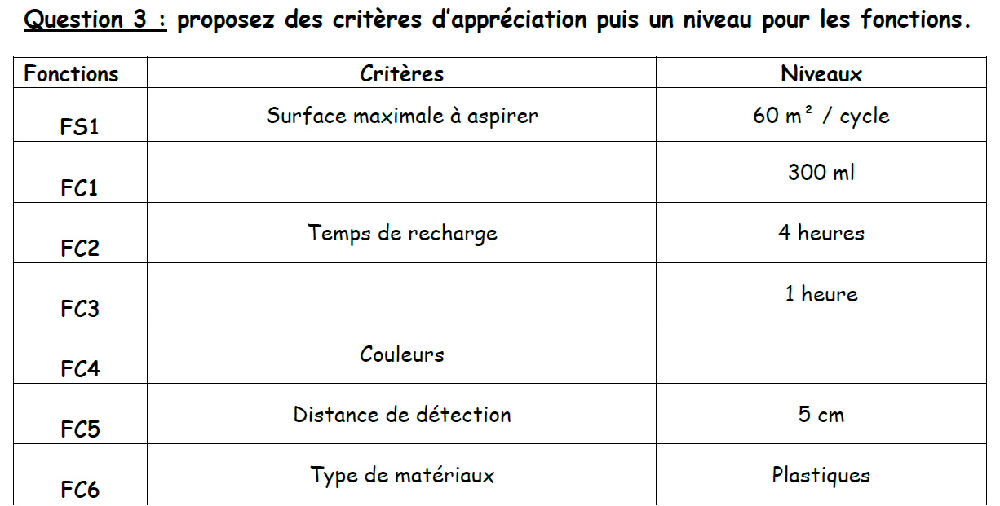 Question 3 : proposez des critères d’appréciation puis un niveau pour les fonctions.
Fonctions Critères Niveaux
FS1 Surface maximale à aspirer 60 m² / cycle
FC1 300 ml
FC2 Temps de recharge 4 heures
FC3 1 heure
FC4 Couleurs
FC5 Distance de détection 5 cm
FC6 Type de matériaux Plastiques